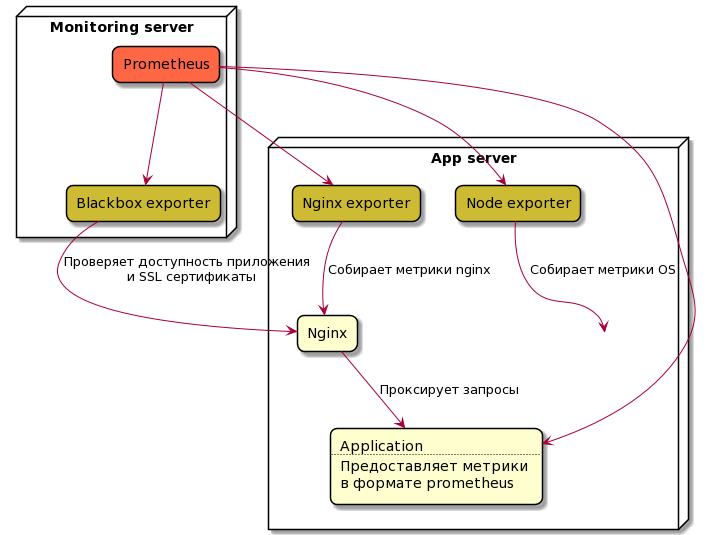 Monitoring server
Prometheus
App server
Blackbox exporter
Nginx exporter
Node exporter
Проверяет доступность приложения
и SSL сертификаты
Собирает метрики nginx
Собирает метрики OS
Nginx
Проксирует запросы
Application
Предоставляет метрики
в формате prometheus